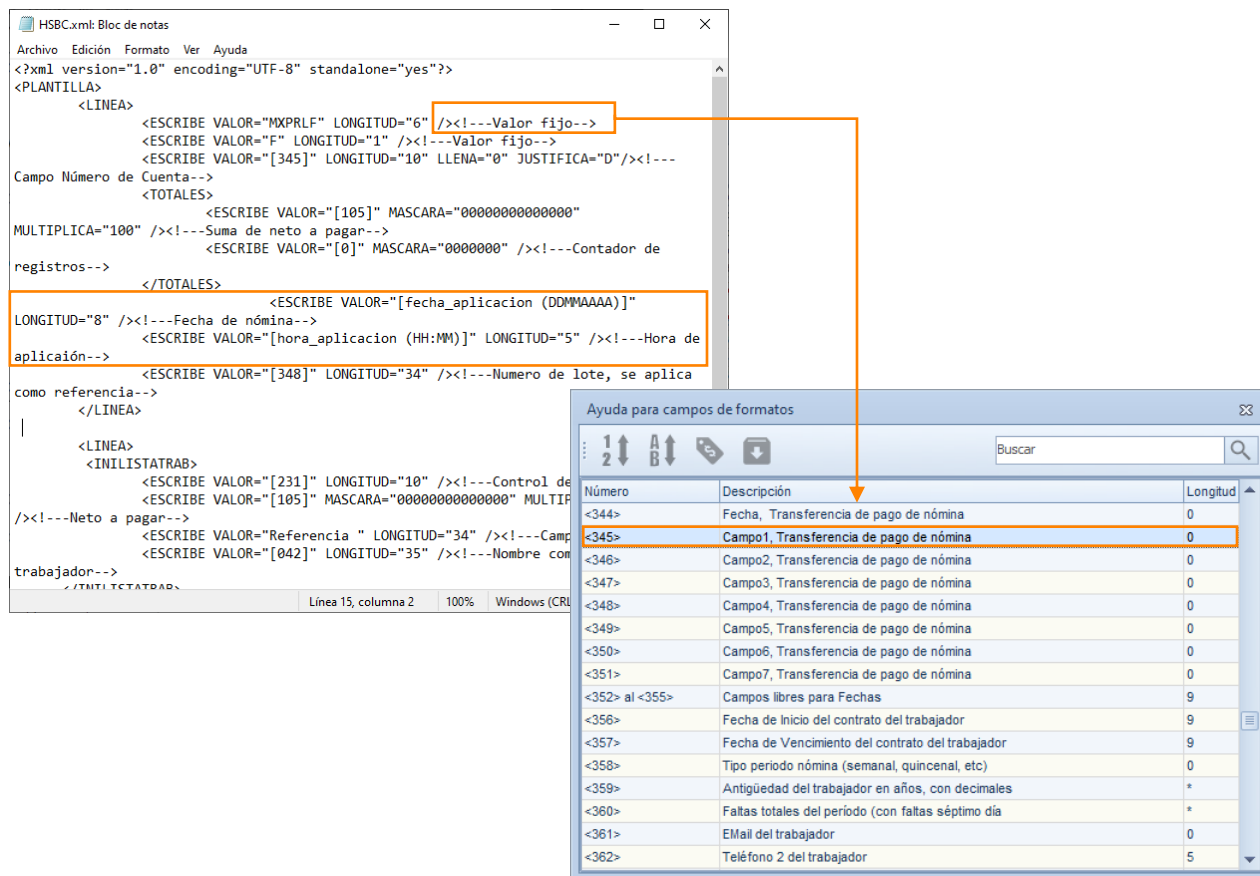 HSBC.xml: Bloc de notas
Archivo Edición Formato Ver Ayuda
<?xml version="1.0" encoding="UTF-8" standalone="yes"?>
<PLANTILLA>
<LINEA>
<ESCRIBE VALOR="MXPRLF" LONGITUD="6" /><!---Valor fijo-->
<ESCRIBE VALOR="F" LONGITUD="1" /><!---Valor fijo-->
<ESCRIBE VALOR="[345]" LONGITUD="10" LLENA="0" JUSTIFICA="D"/><!---
Campo Número de Cuenta-->
<TOTALES>
<ESCRIBE VALOR="[105]" MASCARA="00000000000000"
MULTIPLICA="100" /><!---Suma de neto a pagar-->
<ESCRIBE VALOR="[0]" MASCARA="0000000" /><!---Contador de
registros-->
</TOTALES>
<ESCRIBE VALOR="[fecha_aplicacion (DDMMAAAA)]"
LONGITUD="8" /><!---Fecha de nómina-->
<ESCRIBE VALOR="[hora_aplicacion (HH:MM)]" LONGITUD="5" /><!---Hora de
aplicaión-->
<ESCRIBE VALOR="[348]" LONGITUD="34" /><!---Numero de lote, se aplica
como referencia-->
</LINEA>
<LINEA>
<INILISTATRAB>
<ESCRIBE VALOR="[231]" LONGITUD="10" /><!---Control de
<ESCRIBE VALOR="[105]" MASCARA="00000000000000" MULTIP
/><!---Neto a pagar-->
<ESCRIBE VALOR="Referencia " LONGITUD="34" /><!---Camp
<ESCRIBE VALOR="[042]" LONGITUD="35" /><!---Nombre com
trabajador-->
</INILISTATRAB>
Línea 15, columna 2 100% Windows (CRL
Ayuda para campos de formatos
Buscar
Número Descripción Longitud
<344> Fecha, Transferencia de pago de nómina 0
<345> Campo1, Transferencia de pago de nómina 0
<346> Campo2, Transferencia de pago de nómina 0
<347> Campo3, Transferencia de pago de nómina 0
<348> Campo4, Transferencia de pago de nómina 0
<349> Campo5, Transferencia de pago de nómina 0
<350> Campo6, Transferencia de pago de nómina 0
<351> Campo7, Transferencia de pago de nómina 0
<352> al <355> Campos libres para Fechas 9
<356> Fecha de Inicio del contrato del trabajador 9
<357> Fecha de Vencimiento del contrato del trabajador 9
<358> Tipo periodo nómina (semanal, quincenal, etc) 0
<359> Antigüedad del trabajador en años, con decimales *
<360> Faltas totales del período (con faltas séptimo día *
<361> EMail del trabajador 0
<362> Teléfono 2 del trabajador 5